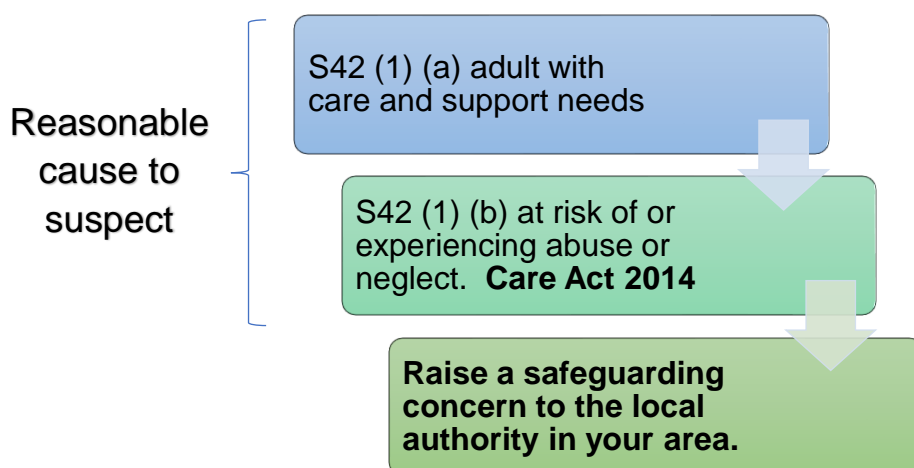 Reasonable
cause to
suspect
S42 (1) (a) adult with
care and support needs
S42 (1) (b) at risk of or
experiencing abuse or
neglect.  Care Act 2014
Raise a safeguarding
concern to the local
authority in your area.